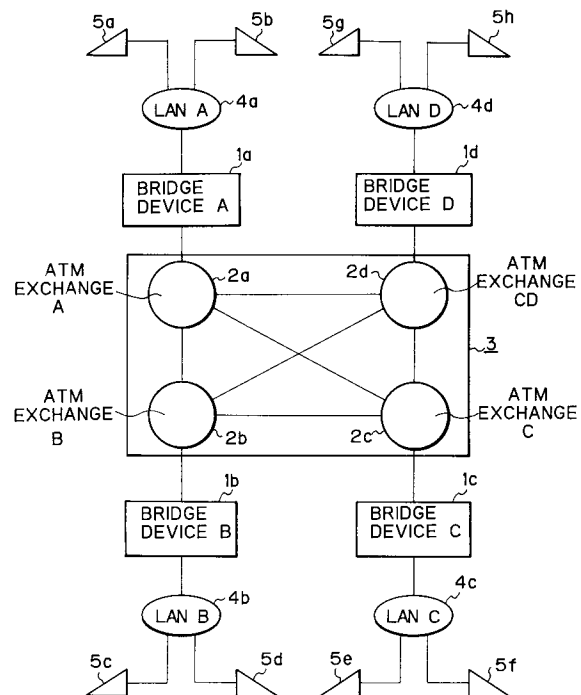 5a
5b
5g
5h
LAN A
4a
LAN D
4d
1a
1d
BRIDGE
DEVICE A
BRIDGE
DEVICE D
ATM
EXCHANGE
A
2a
2d
ATM
EXCHANGE
CD
3
ATM
EXCHANGE
B
2b
2c
ATM
EXCHANGE
C
1b
1c
BRIDGE
DEVICE B
BRIDGE
DEVICE C
LAN B
4b
LAN C
4c
5c
5d
5e
5f